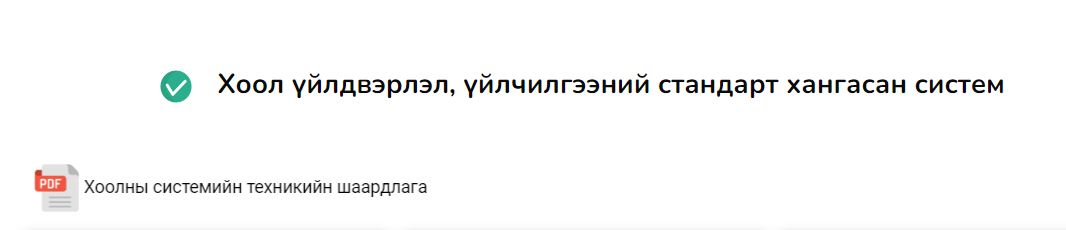 Хоол үйлдвэрлэл, үйлчилгээний стандарт хангасан систем
PDF
Хоолны системийн техникийн шаардлага